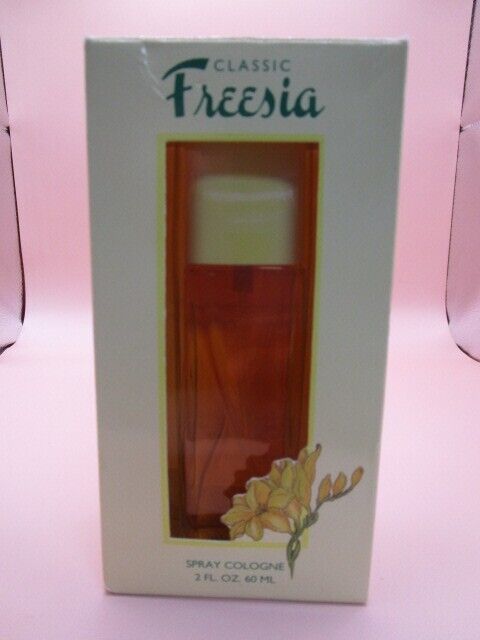 CLASSIC
Freesia
SPRAY COLOGNE
2 FL. OZ. 60 ML